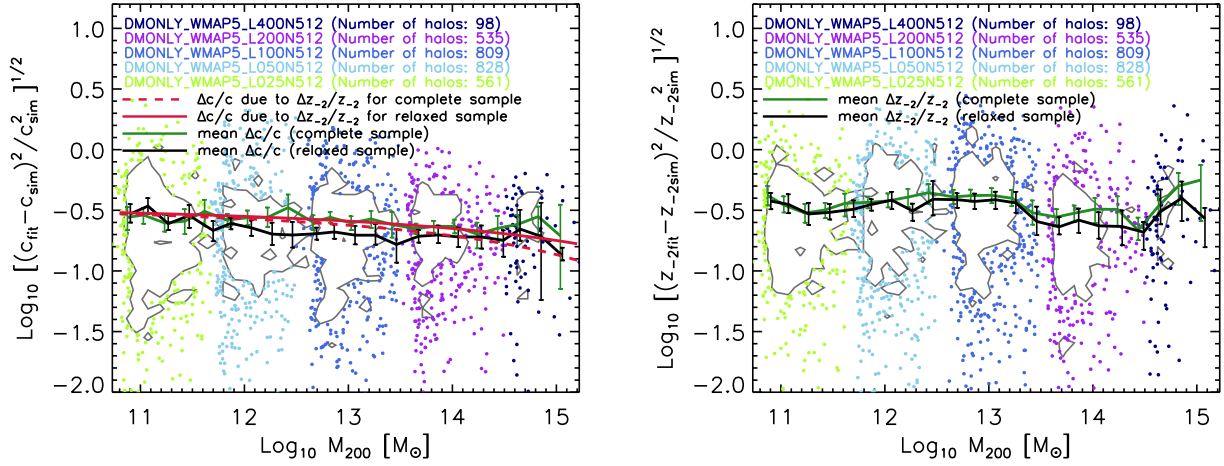 DMONLY_WMAP5_L400N512 (Number of halos: 98)
DMONLY_WMAP5_L200N512 (Number of halos: 535)
DMONLY_WMAP5_L100N512 (Number of halos: 809)
DMONLY_WMAP5_L050N512 (Number of halos: 828)
DMONLY_WMAP5_L025N512 (Number of halos: 561)
Δc/c due to Δz₋₂/z₋₂ for complete sample
Δc/c due to Δz₋₂/z₋₂ for relaxed sample
mean Δc/c (complete sample)
mean Δc/c (relaxed sample)
1.0
0.5
0.0
−0.5
−1.0
−1.5
−2.0
Log₁₀ [(c_fit − c_sim)²/c²_sim]^1/2
11 12 13 14 15
Log₁₀ M₂₀₀ [M⊙]
DMONLY_WMAP5_L400N512 (Number of halos: 98)
DMONLY_WMAP5_L200N512 (Number of halos: 535)
DMONLY_WMAP5_L100N512 (Number of halos: 809)
DMONLY_WMAP5_L050N512 (Number of halos: 828)
DMONLY_WMAP5_L025N512 (Number of halos: 561)
mean Δz₋₂/z₋₂ (complete sample)
mean Δz₋₂/z₋₂ (relaxed sample)
1.0
0.5
0.0
−0.5
−1.0
−1.5
−2.0
Log₁₀ [(z_−2fit − z_−2sim)²/z_−2sim²]^1/2
11 12 13 14 15
Log₁₀ M₂₀₀ [M⊙]